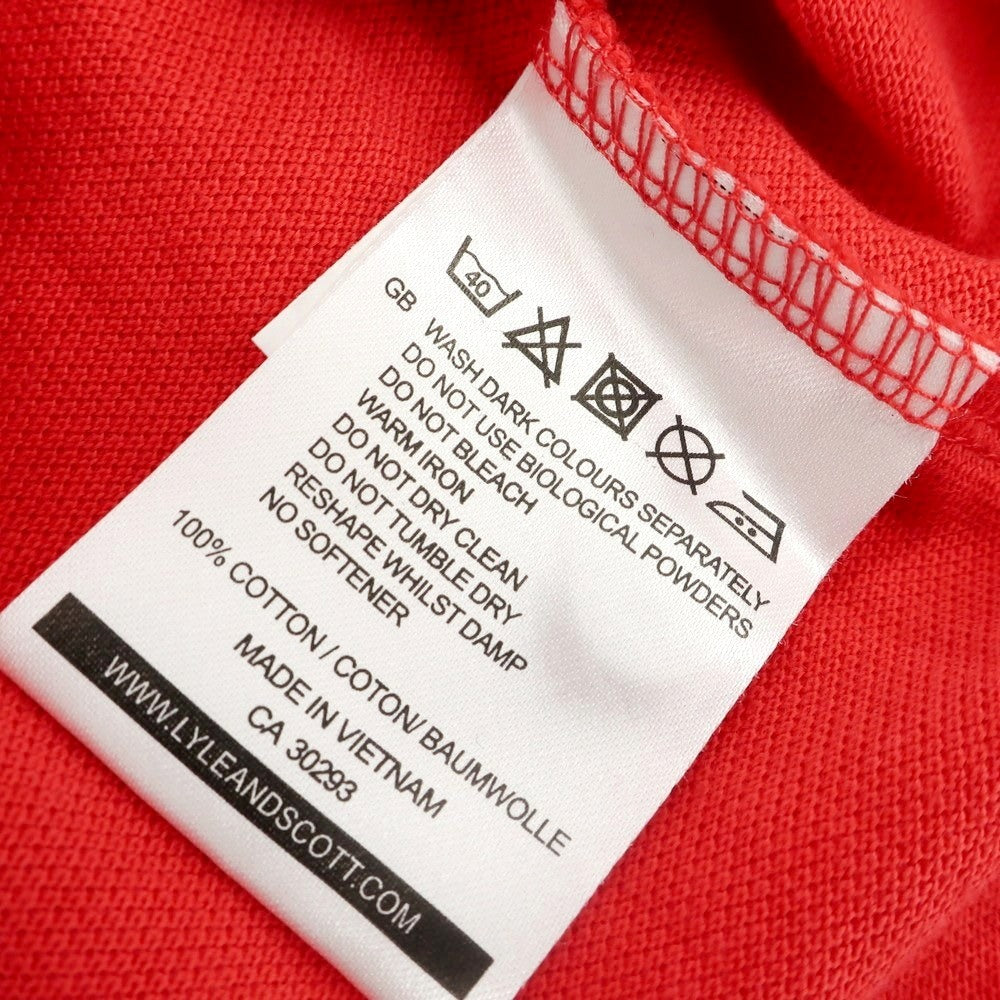 40
GB
WASH DARK COLOURS SEPARATELY
DO NOT USE BIOLOGICAL POWDERS
DO NOT BLEACH
WARM IRON
DO NOT DRY CLEAN
DO NOT TUMBLE DRY
RESHAPE WHILST DAMP
NO SOFTENER
100% COTTON / COTON/ BAUMWOLLE
MADE IN VIETNAM
CA 30293
WWW.LYLEANDSCOTT.COM